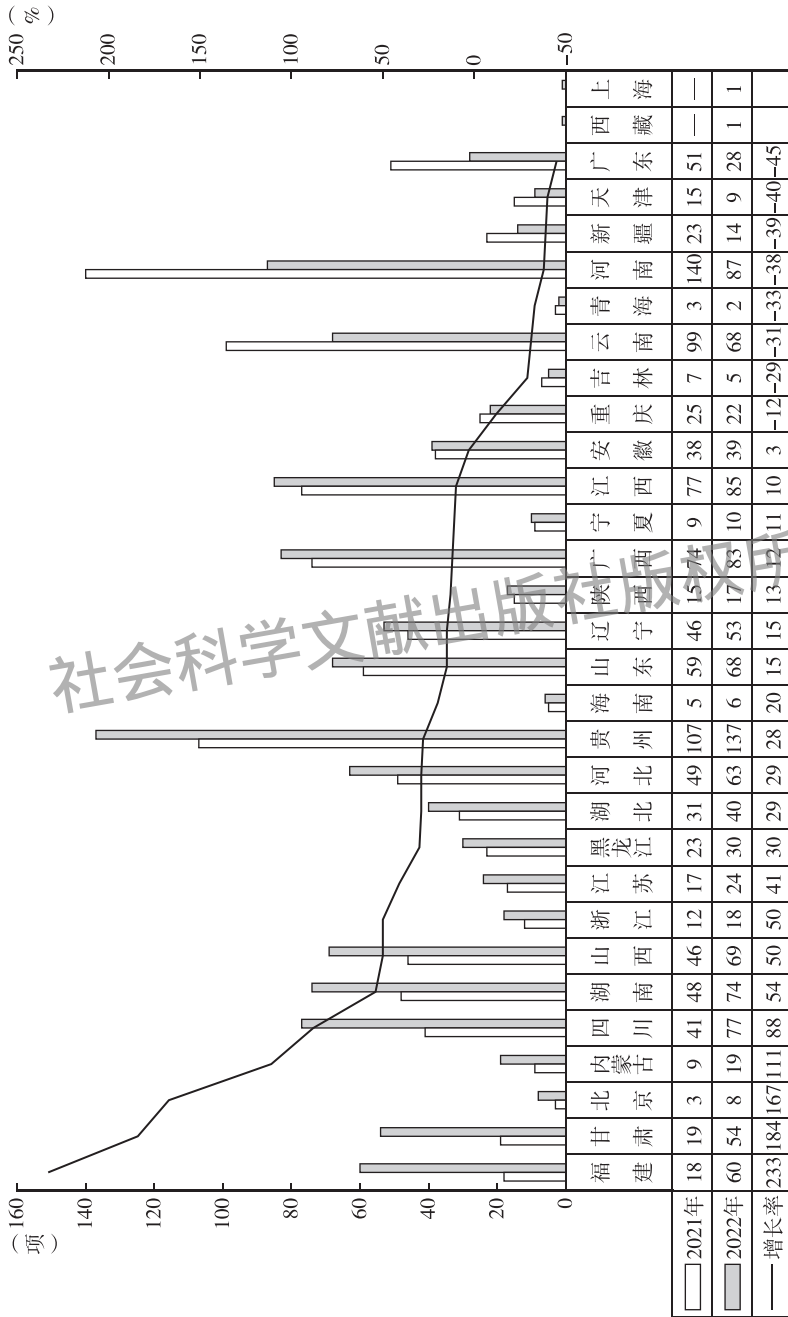 （项）
160
140
120
100
80
60
40
20
0
（%）
250
200
150
100
50
0
-50
福建 甘肃 北京 内蒙古 四川 湖南 山西 浙江 江苏 黑龙江 湖北 河北 贵州 海南 山东 辽宁 陕西 广西 宁夏 江西 安徽 重庆 吉林 云南 青海 河南 新疆 天津 广东 西藏 上海
2021年 18 19 3 9 41 48 46 12 17 23 31 49 107 5 59 46 15 74 9 77 38 25 7 99 3 140 23 15 51 — —
2022年 60 54 8 19 77 74 69 18 24 30 40 63 137 6 68 53 17 83 10 85 39 22 5 68 2 87 14 9 28 1 1
增长率 233 184 167 111 88 54 50 50 41 30 29 29 28 20 15 15 13 12 11 10 3 -12 -29 -31 -33 -38 -39 -40 -45
社会科学文献出版社版权所